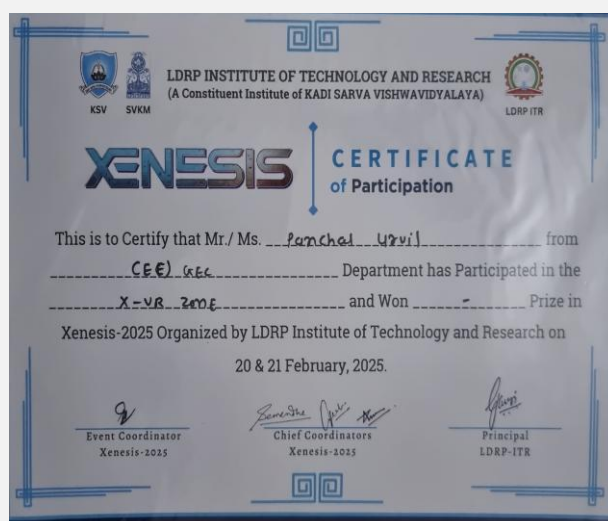 LDRP INSTITUTE OF TECHNOLOGY AND RESEARCH
(A Constituent Institute of KADI SARVA VISHWAVIDYALAYA)
KSV SVKM
LDRP ITR
XENESIS
CERTIFICATE
of Participation
This is to Certify that Mr./ Ms. Panchal Urvil from
(CEE) GEC Department has Participated in the
X-VR ZONE and Won - Prize in
Xenesis-2025 Organized by LDRP Institute of Technology and Research on
20 & 21 February, 2025.
Event Coordinator
Xenesis-2025
Chief Coordinators
Xenesis-2025
Principal
LDRP-ITR